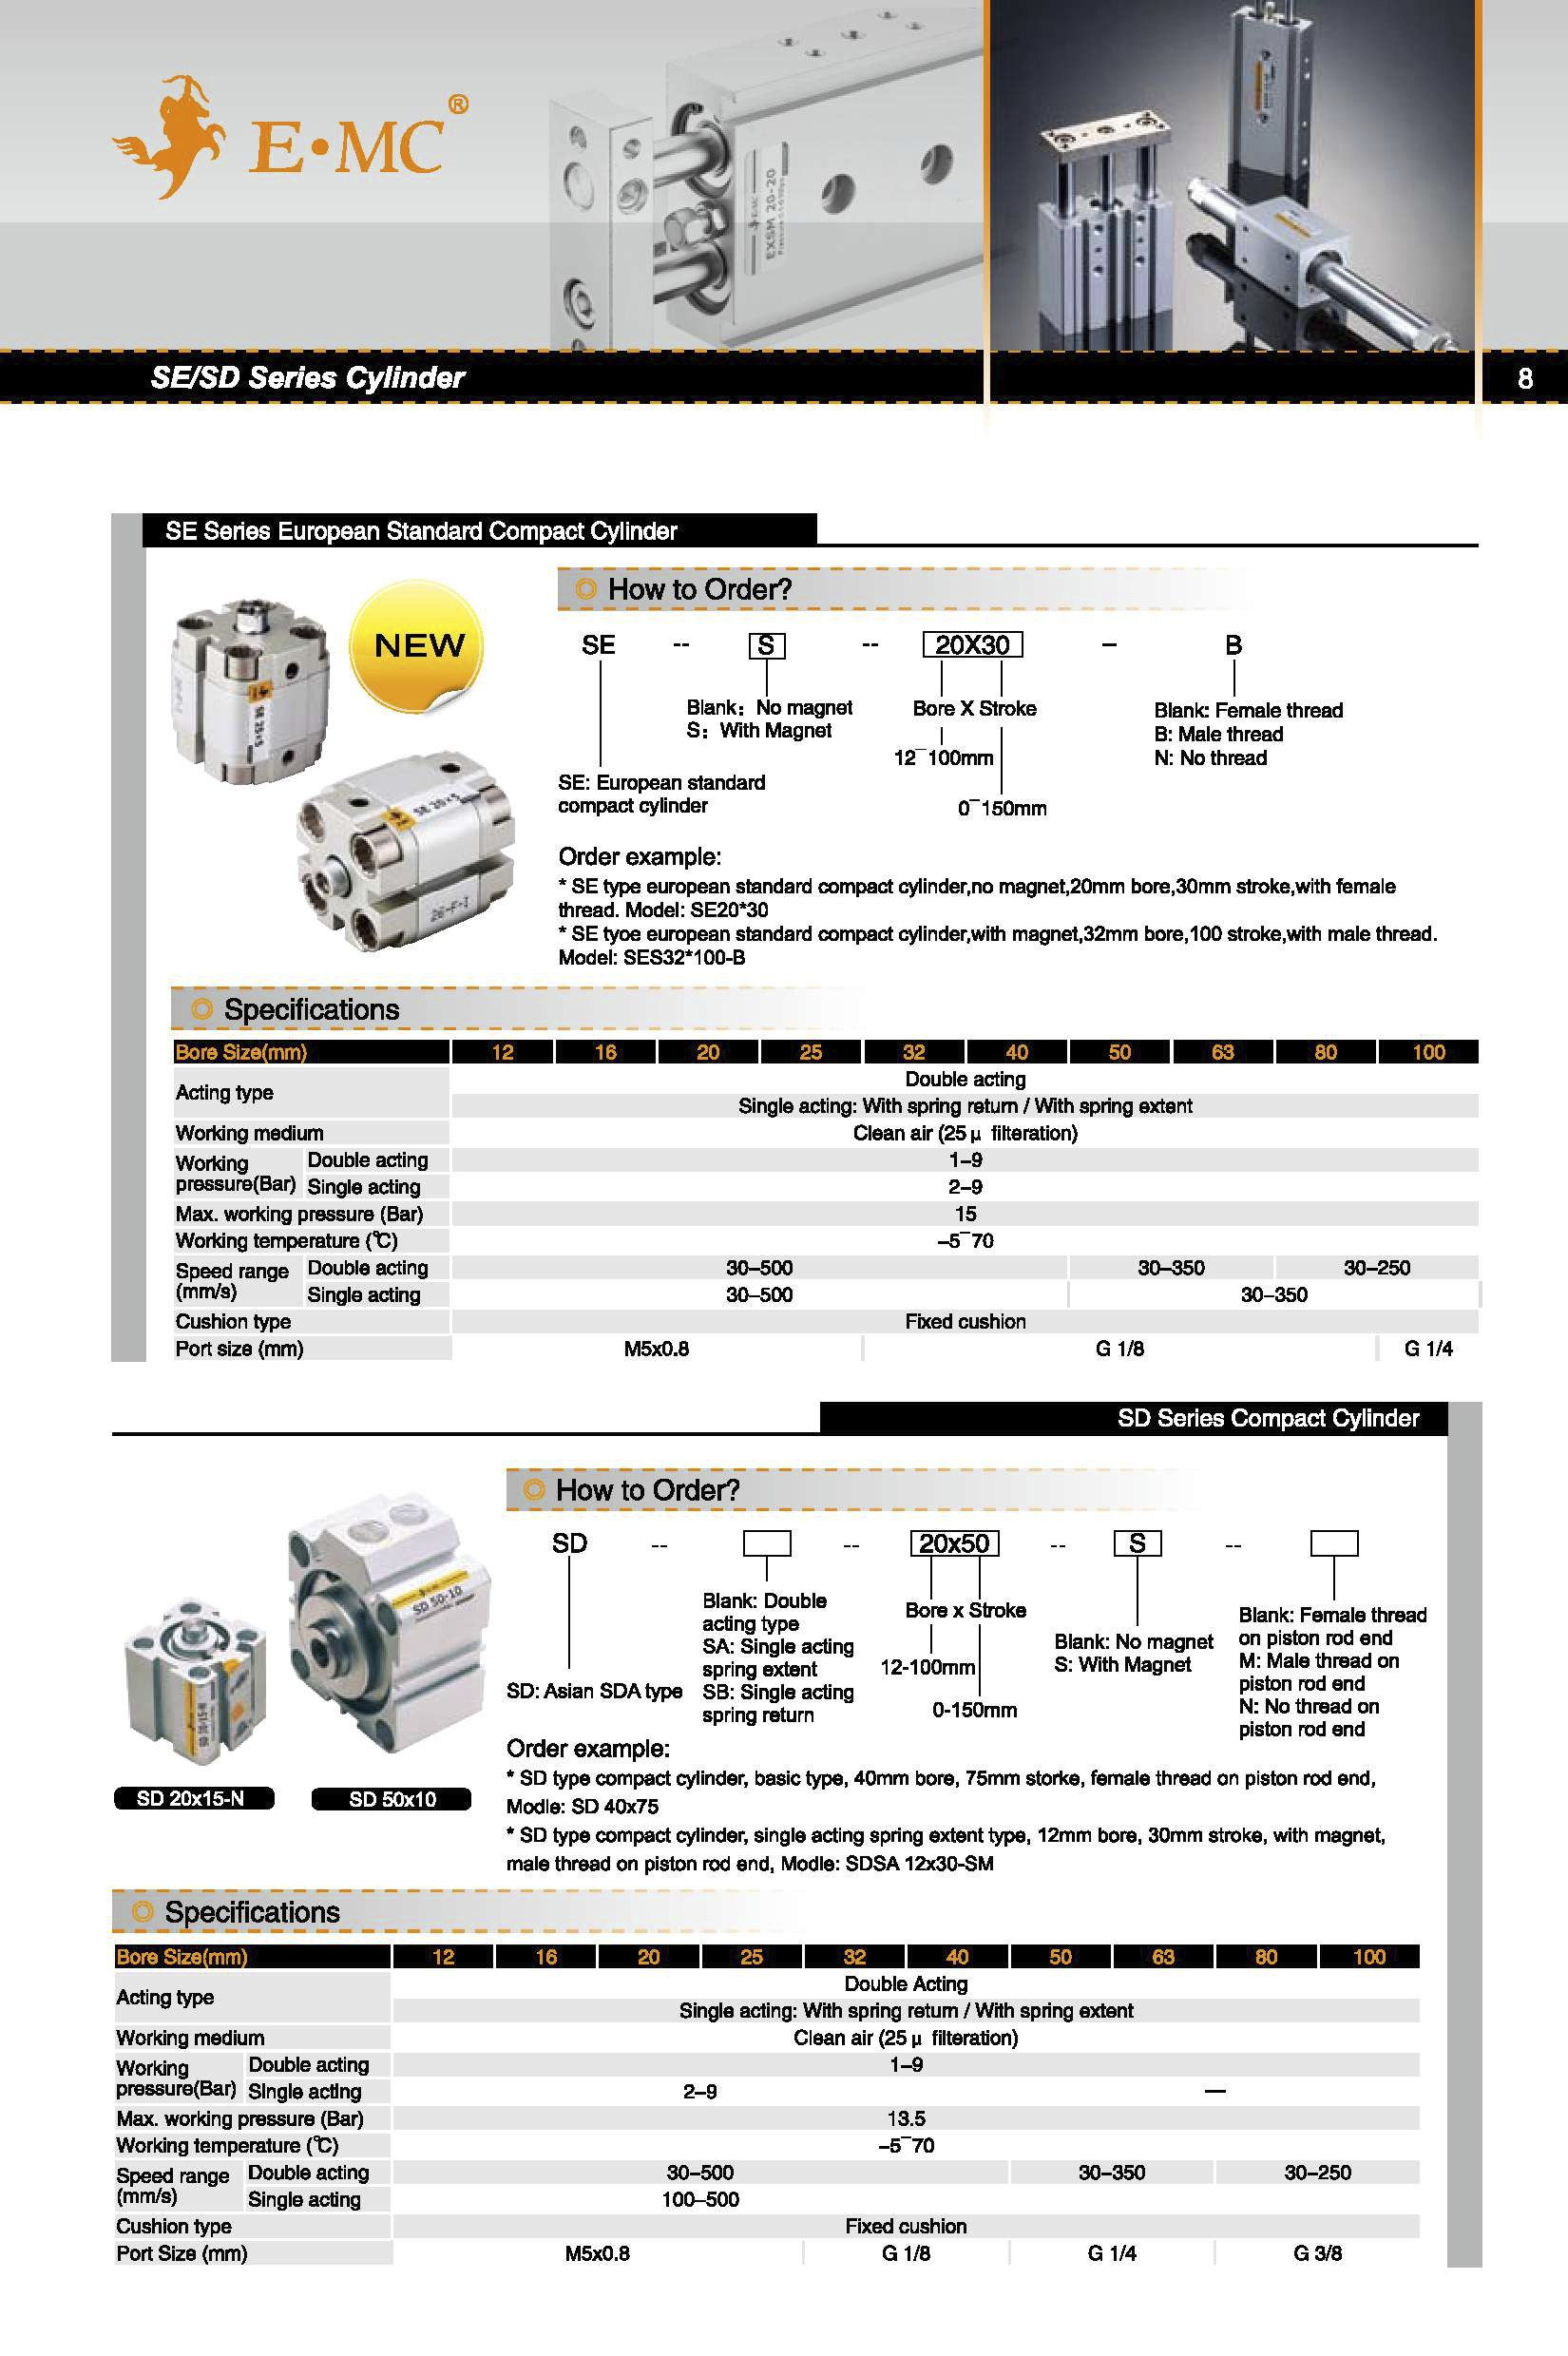 E•MC®
EXSM 20-20
SE/SD Series Cylinder
8
SE Series European Standard Compact Cylinder
How to Order?
NEW
SE -- S -- 20X30 – B
Blank: No magnet
S: With Magnet
Bore X Stroke
12¯100mm
0¯150mm
Blank: Female thread
B: Male thread
N: No thread
SE: European standard
compact cylinder
SE 25×5
SE 20×5
26-F-I
Order example:
* SE type european standard compact cylinder,no magnet,20mm bore,30mm stroke,with female
thread. Model: SE20*30
* SE tyoe european standard compact cylinder,with magnet,32mm bore,100 stroke,with male thread.
Model: SES32*100-B
Specifications
Bore Size(mm) 12 16 20 25 32 40 50 63 80 100
Acting type Double acting
Single acting: With spring return / With spring extent
Working medium Clean air (25 μ filteration)
Working pressure(Bar) Double acting 1–9
Single acting 2–9
Max. working pressure (Bar) 15
Working temperature (℃) –5¯70
Speed range (mm/s) Double acting 30–500 30–350 30–250
Single acting 30–500 30–350
Cushion type Fixed cushion
Port size (mm) M5x0.8 G 1/8 G 1/4
SD Series Compact Cylinder
How to Order?
SD -- -- 20x50 -- S --
Blank: Double
acting type
SA: Single acting
spring extent
SB: Single acting
spring return
Bore x Stroke
12-100mm
0-150mm
Blank: No magnet
S: With Magnet
Blank: Female thread
on piston rod end
M: Male thread on
piston rod end
N: No thread on
piston rod end
SD: Asian SDA type
E•MC
SD 50-10
SD 20x15-N
SD 50x10
Order example:
* SD type compact cylinder, basic type, 40mm bore, 75mm storke, female thread on piston rod end,
Modle: SD 40x75
* SD type compact cylinder, single acting spring extent type, 12mm bore, 30mm stroke, with magnet,
male thread on piston rod end, Modle: SDSA 12x30-SM
Specifications
Bore Size(mm) 12 16 20 25 32 40 50 63 80 100
Acting type Double Acting
Single acting: With spring return / With spring extent
Working medium Clean air (25 μ filteration)
Working pressure(Bar) Double acting 1–9
Single acting 2–9 —
Max. working pressure (Bar) 13.5
Working temperature (℃) –5¯70
Speed range (mm/s) Double acting 30–500 30–350 30–250
Single acting 100–500
Cushion type Fixed cushion
Port Size (mm) M5x0.8 G 1/8 G 1/4 G 3/8